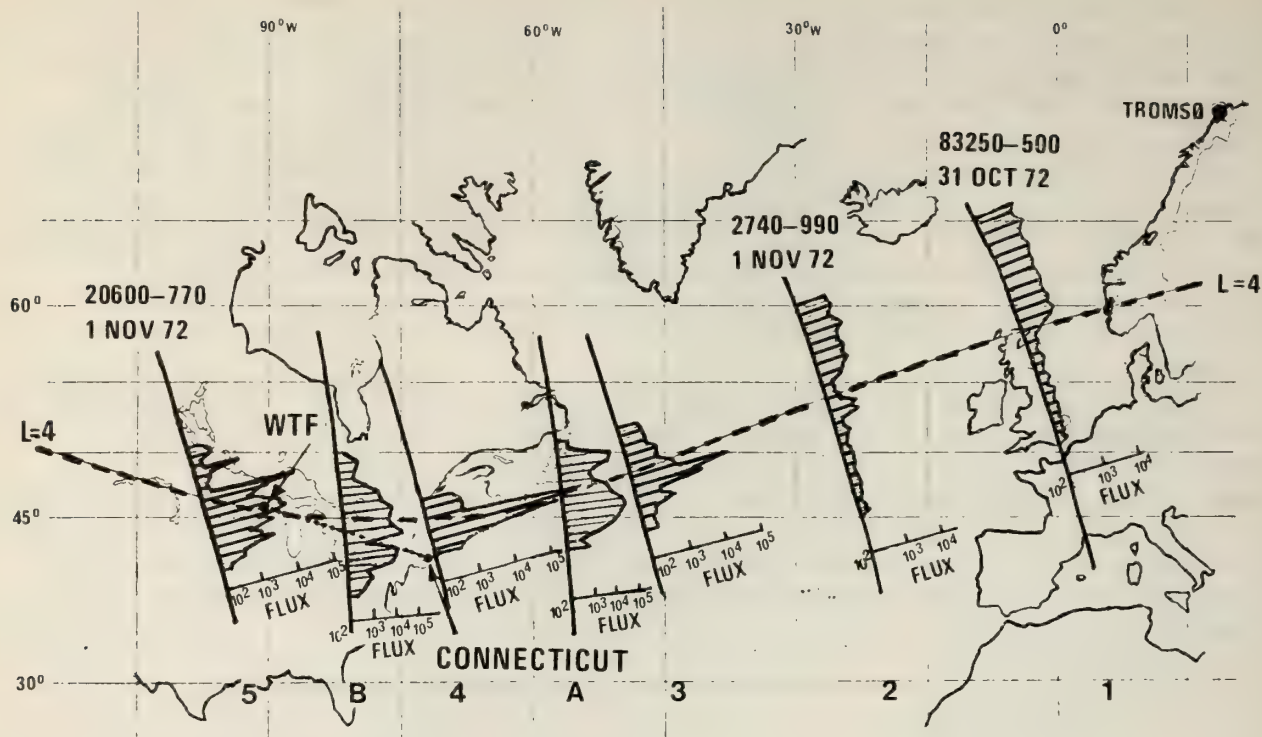 90°W
60°W
30°W
0°
TROMSØ
83250–500
31 OCT 72
2740–990
1 NOV 72
L=4
60°
20600–770
1 NOV 72
WTF
L=4
45°
10² 10³ 10⁴ 10⁵
FLUX
10² 10³ 10⁴ 10⁵
FLUX
10² 10³ 10⁴ 10⁵
FLUX
10² 10³ 10⁴ 10⁵
FLUX
10² 10³ 10⁴ 10⁵
FLUX
10² 10³ 10⁴
FLUX
10² 10³ 10⁴
FLUX
CONNECTICUT
30°
5 B 4 A 3 2 1